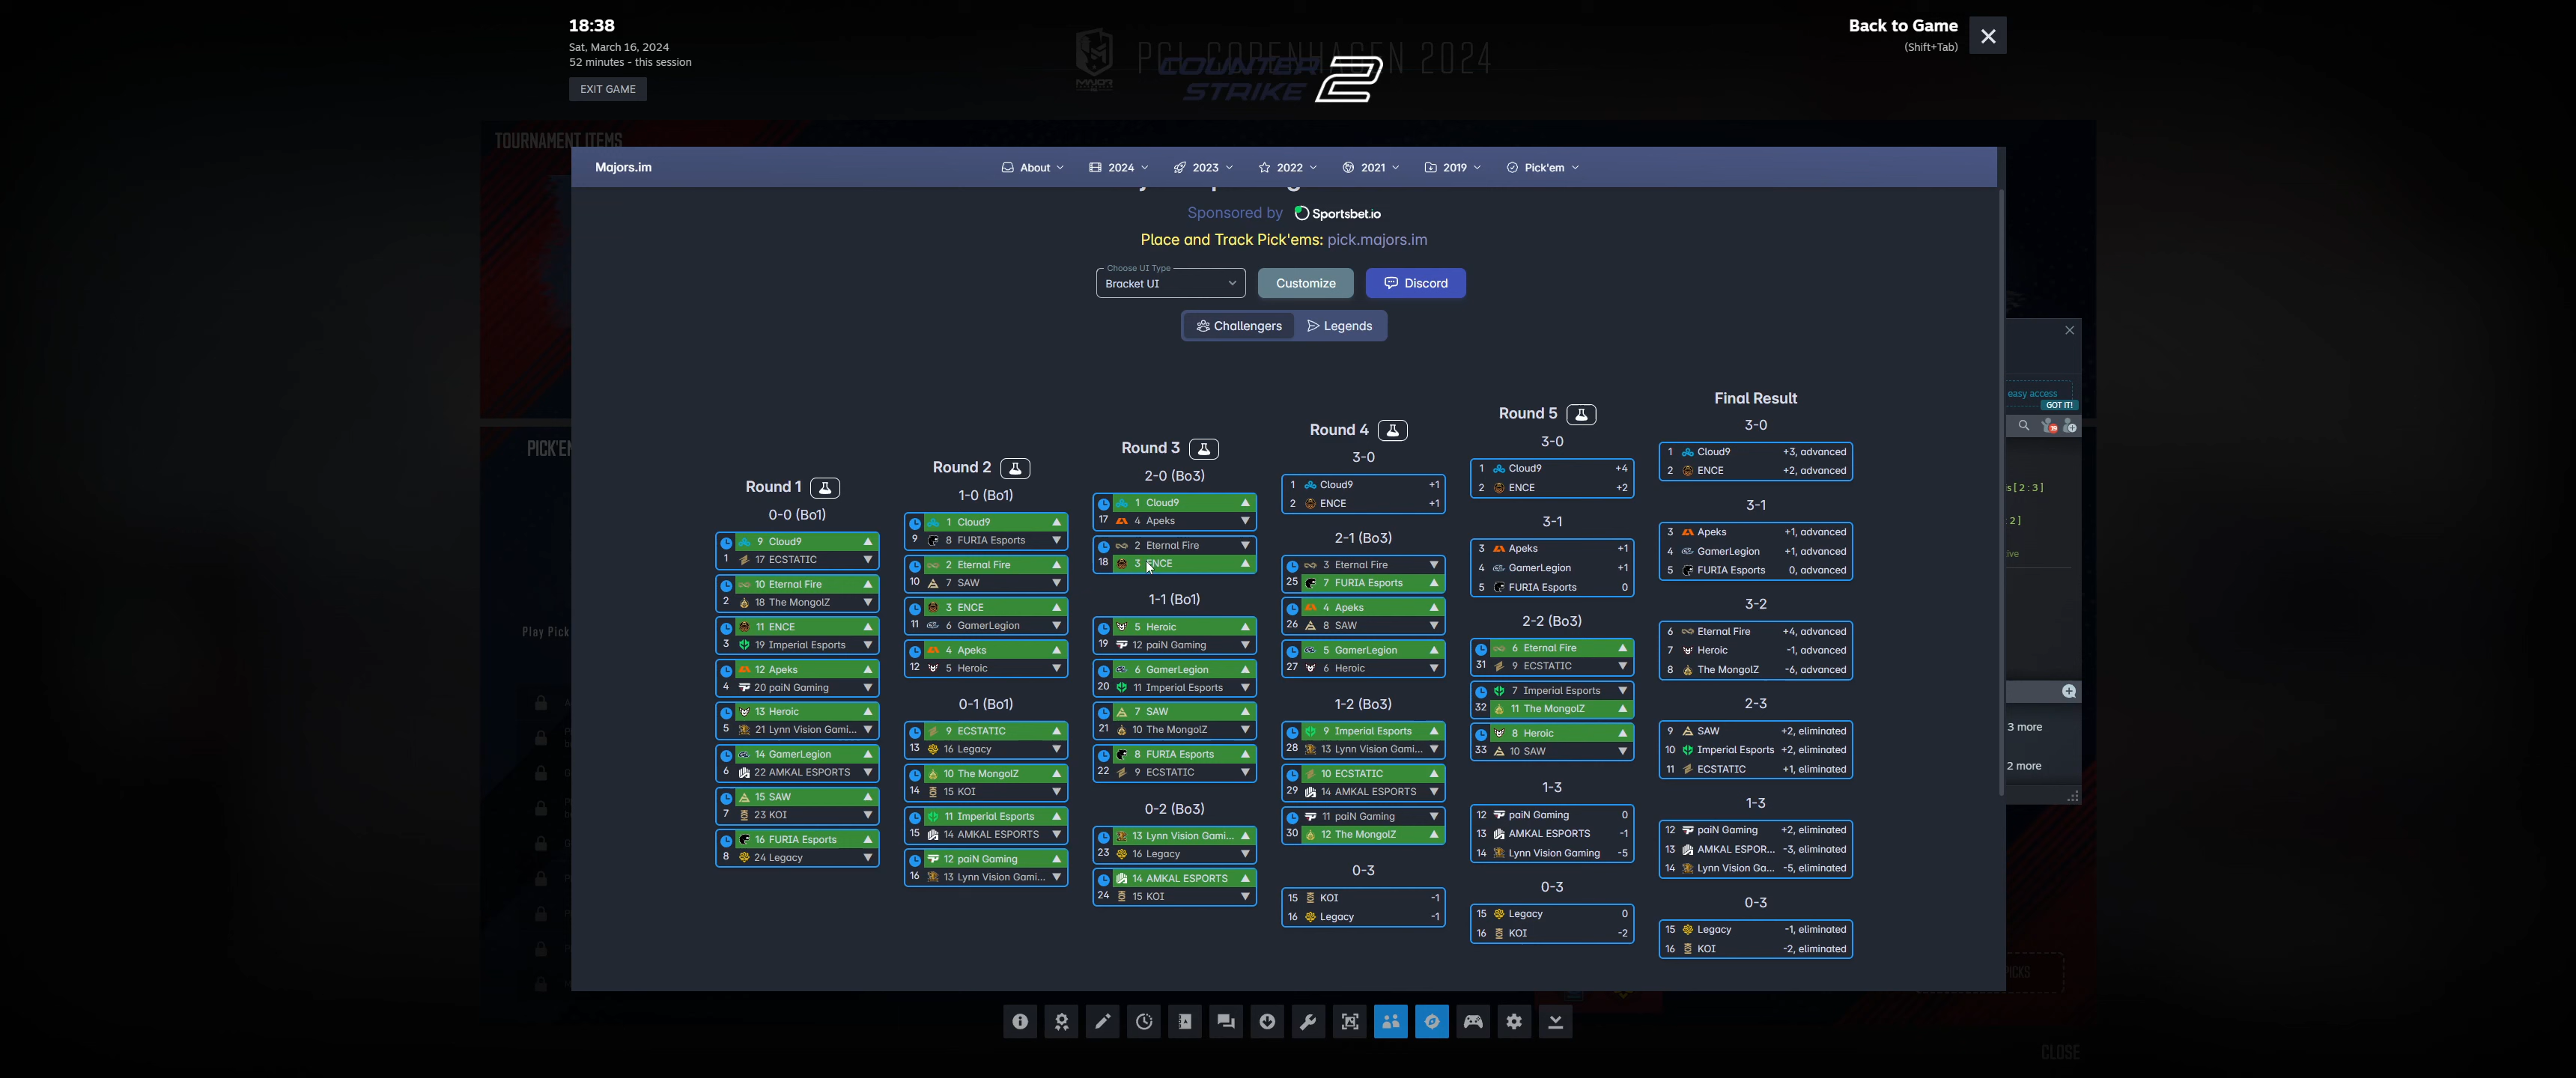 18:38
Sat, March 16, 2024
52 minutes - this session
EXIT GAME
COPENHAGEN 2024
COUNTER
STRIKE 2
Back to Game
(Shift+Tab)
TOURNAMENT ITEMS
Majors.im
About
2024
2023
2022
2021
2019
Pick'em
Sponsored by Sportsbet.io
Place and Track Pick'ems: pick.majors.im
Choose UI Type
Bracket UI
Customize
Discord
Challengers
Legends
Round 1
0-0 (Bo1)
9 Cloud9
1 17 ECSTATIC
10 Eternal Fire
2 18 The MongolZ
11 ENCE
3 19 Imperial Esports
12 Apeks
4 20 paiN Gaming
13 Heroic
5 21 Lynn Vision Gami...
14 GamerLegion
6 22 AMKAL ESPORTS
15 SAW
7 23 KOI
16 FURIA Esports
8 24 Legacy
Round 2
1-0 (Bo1)
1 Cloud9
9 8 FURIA Esports
2 Eternal Fire
10 7 SAW
3 ENCE
11 6 GamerLegion
4 Apeks
12 5 Heroic
0-1 (Bo1)
9 ECSTATIC
13 16 Legacy
10 The MongolZ
14 15 KOI
11 Imperial Esports
15 14 AMKAL ESPORTS
12 paiN Gaming
16 13 Lynn Vision Gami...
Round 3
2-0 (Bo3)
1 Cloud9
17 4 Apeks
2 Eternal Fire
18 3 ENCE
1-1 (Bo1)
5 Heroic
19 12 paiN Gaming
6 GamerLegion
20 11 Imperial Esports
7 SAW
21 10 The MongolZ
8 FURIA Esports
22 9 ECSTATIC
0-2 (Bo3)
13 Lynn Vision Gami...
23 16 Legacy
14 AMKAL ESPORTS
24 15 KOI
Round 4
3-0
1 Cloud9 +1
2 ENCE +1
2-1 (Bo3)
3 Eternal Fire
25 7 FURIA Esports
4 Apeks
26 8 SAW
5 GamerLegion
27 6 Heroic
1-2 (Bo3)
9 Imperial Esports
28 13 Lynn Vision Gami...
10 ECSTATIC
29 14 AMKAL ESPORTS
11 paiN Gaming
30 12 The MongolZ
0-3
15 KOI -1
16 Legacy -1
Round 5
3-0
1 Cloud9 +4
2 ENCE +2
3-1
3 Apeks +1
4 GamerLegion +1
5 FURIA Esports 0
2-2 (Bo3)
6 Eternal Fire
31 9 ECSTATIC
7 Imperial Esports
32 11 The MongolZ
8 Heroic
33 10 SAW
1-3
12 paiN Gaming 0
13 AMKAL ESPORTS -1
14 Lynn Vision Gaming -5
0-3
15 Legacy 0
16 KOI -2
Final Result
3-0
1 Cloud9 +3, advanced
2 ENCE +2, advanced
3-1
3 Apeks +1, advanced
4 GamerLegion +1, advanced
5 FURIA Esports 0, advanced
3-2
6 Eternal Fire +4, advanced
7 Heroic -1, advanced
8 The MongolZ -6, advanced
2-3
9 SAW +2, eliminated
10 Imperial Esports +2, eliminated
11 ECSTATIC +1, eliminated
1-3
12 paiN Gaming +2, eliminated
13 AMKAL ESPOR... -3, eliminated
14 Lynn Vision Ga... -5, eliminated
0-3
15 Legacy -1, eliminated
16 KOI -2, eliminated
easy access
GOT IT!
s[2:3]
:2]
3 more
2 more
PICK'E
Play Pick
PICKS
CLOSE